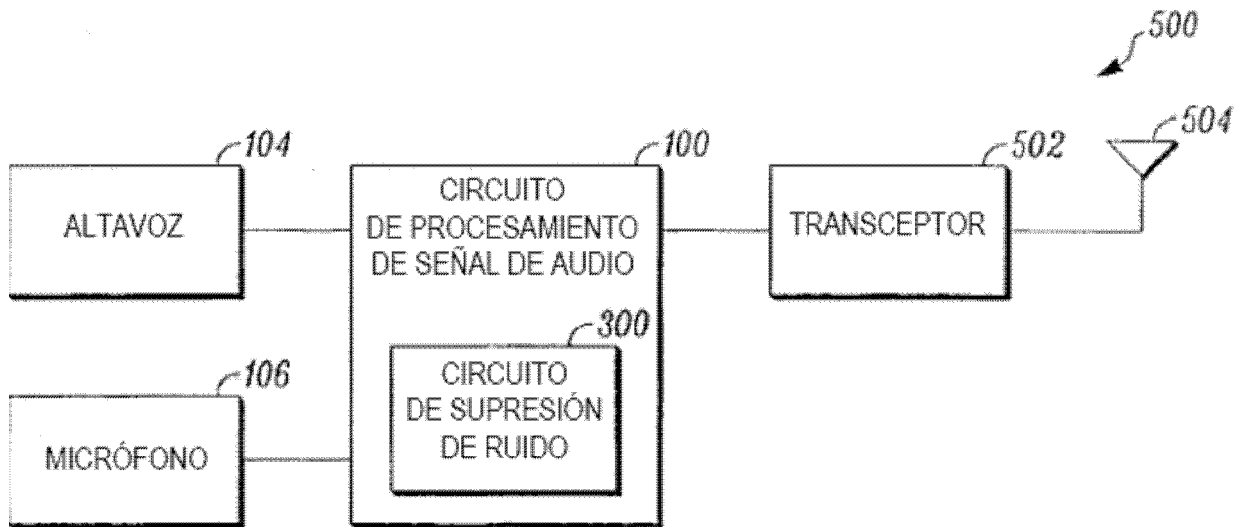 500
504
104
ALTAVOZ
100
CIRCUITO
DE PROCESAMIENTO
DE SEÑAL DE AUDIO
502
TRANSCEPTOR
300
CIRCUITO
DE SUPRESIÓN
DE RUIDO
106
MICRÓFONO